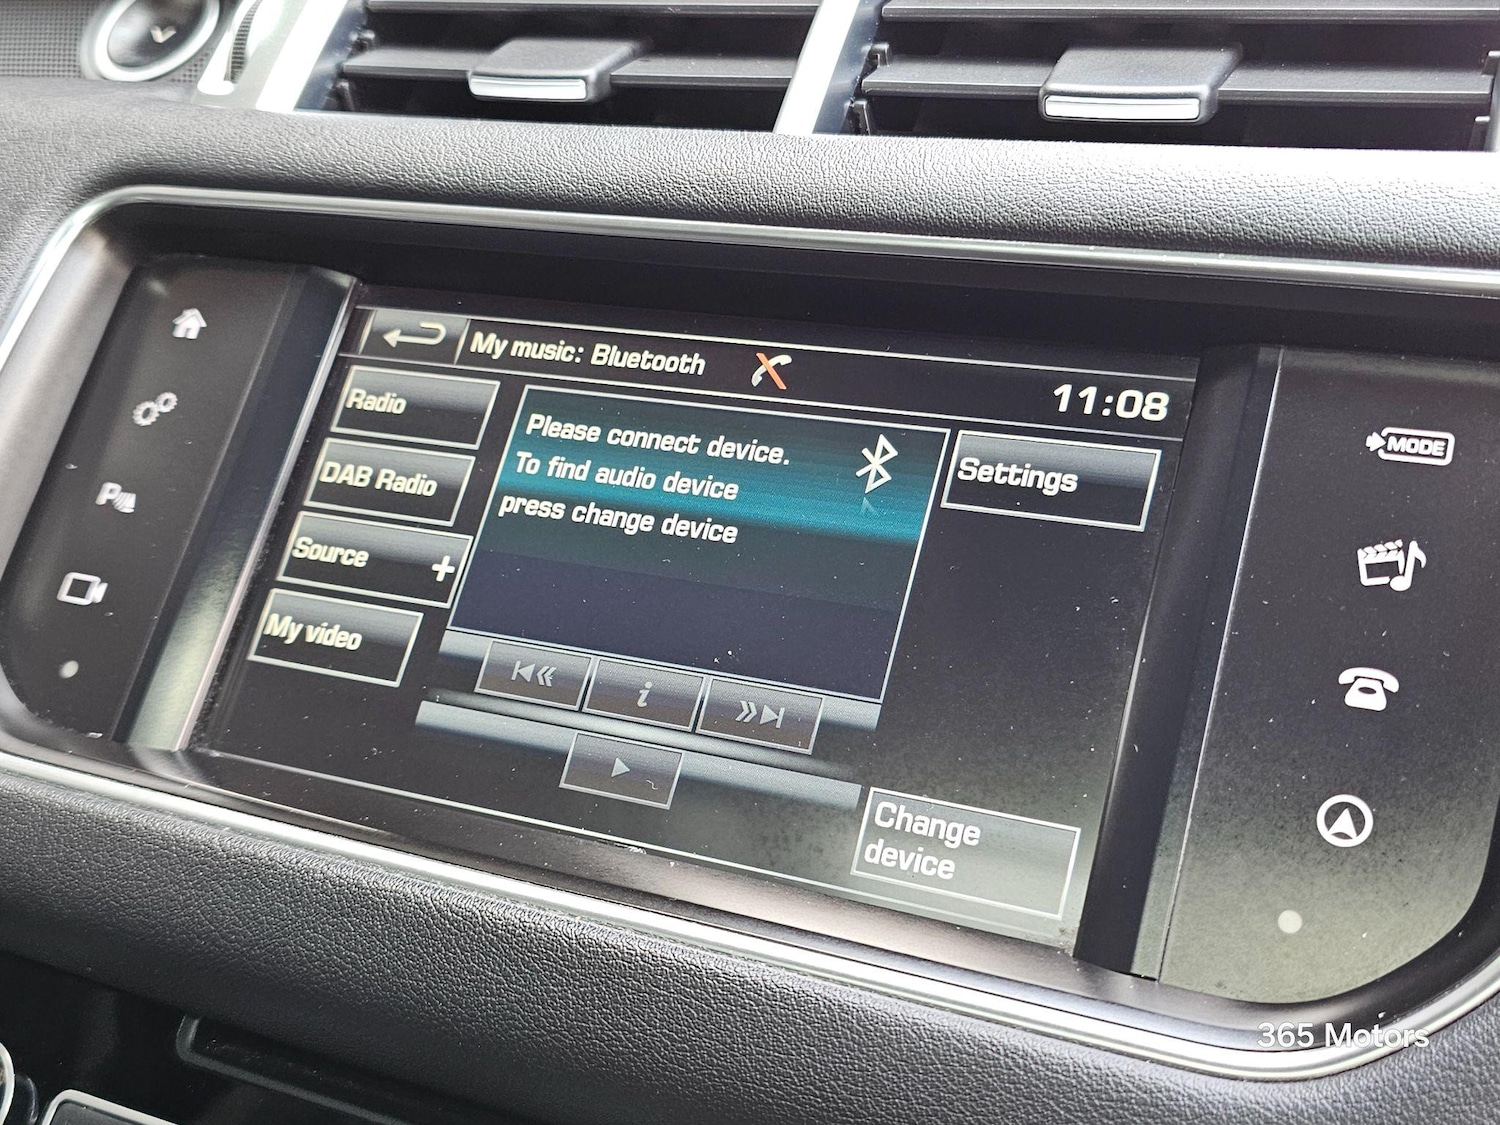 My music: Bluetooth
11:08
Radio
DAB Radio
Source +
My video
Please connect device.
To find audio device
press change device
Settings
i
Change
device
P
MODE
365 Motors